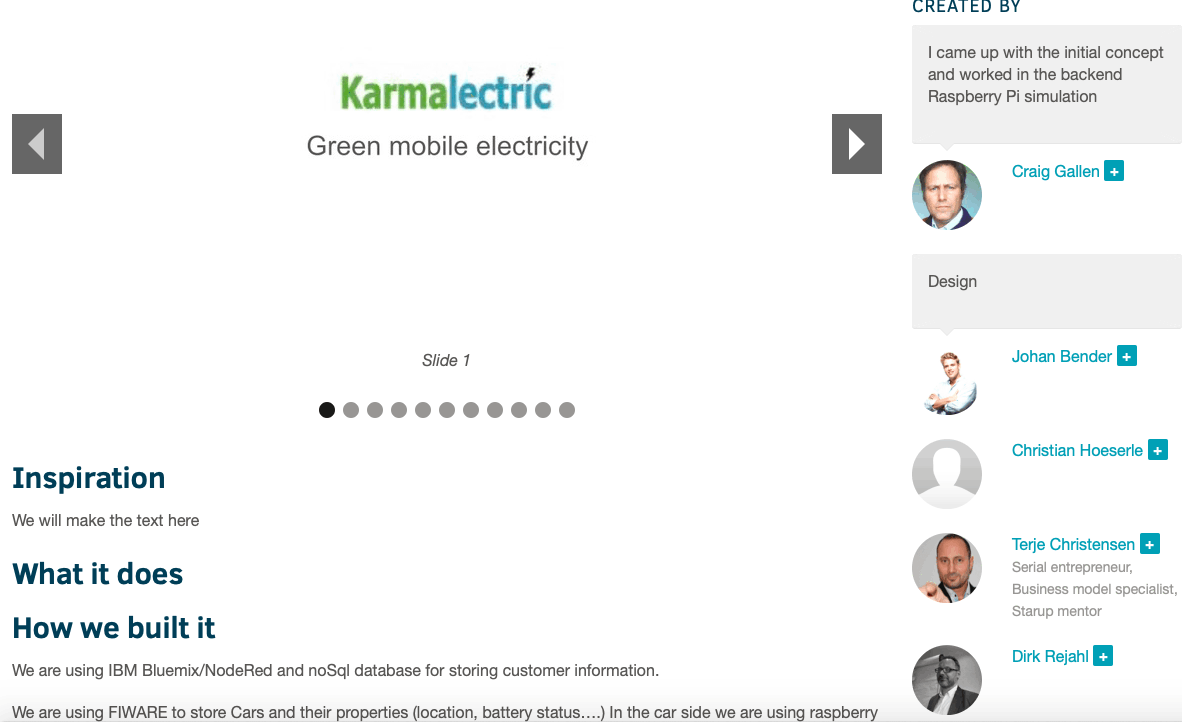 Karmalectric
Green mobile electricity
Slide 1
Inspiration
We will make the text here
What it does
How we built it
We are using IBM Bluemix/NodeRed and noSql database for storing customer information.
We are using FIWARE to store Cars and their properties (location, battery status….) In the car side we are using raspberry
CREATED BY
I came up with the initial concept
and worked in the backend
Raspberry Pi simulation
Craig Gallen +
Design
Johan Bender +
Christian Hoeserle +
Terje Christensen +
Serial entrepreneur,
Business model specialist,
Starup mentor
Dirk Rejahl +